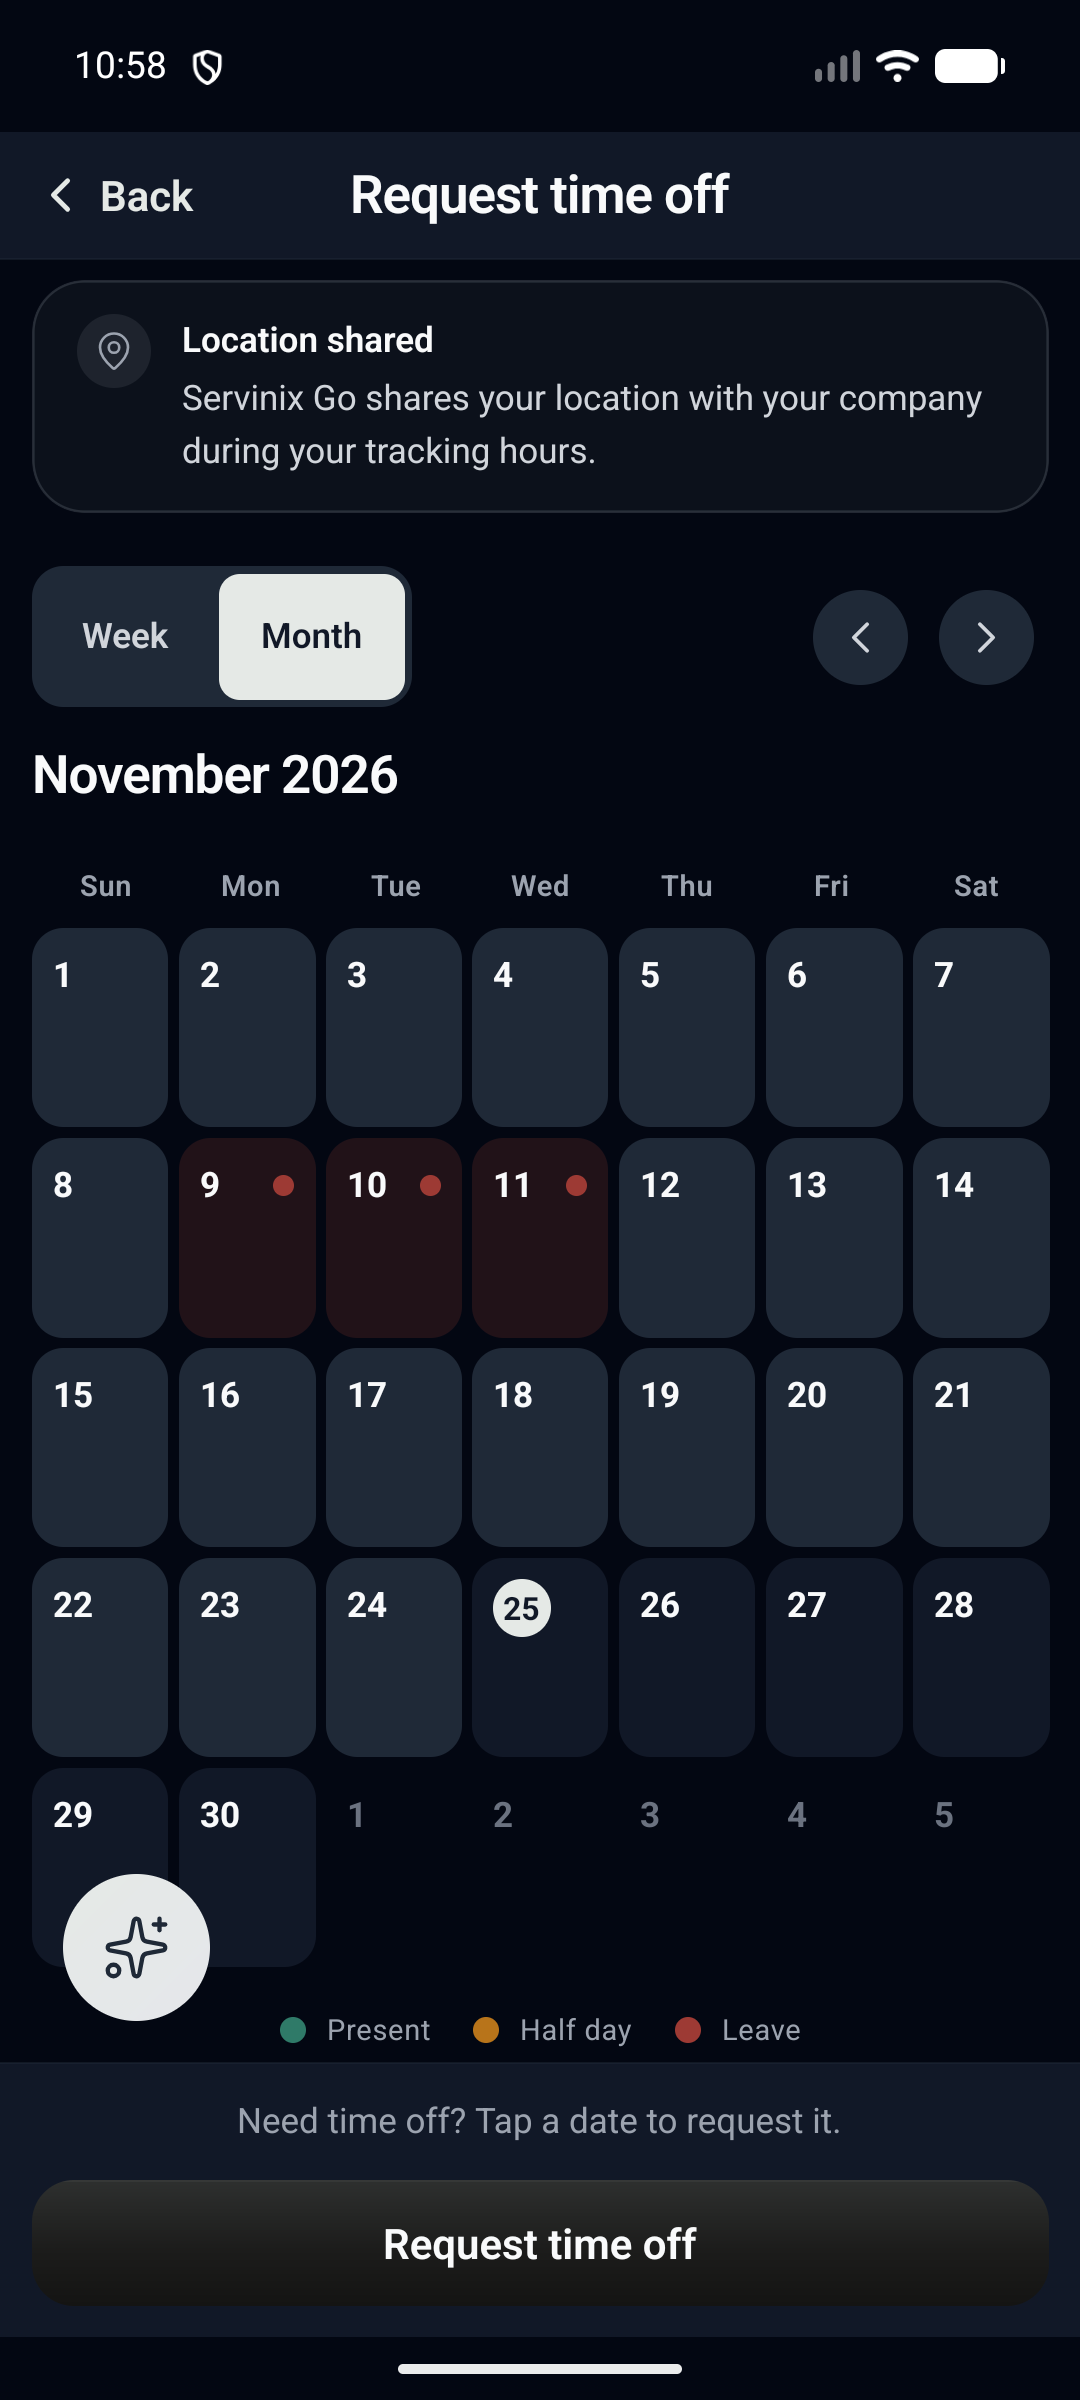 10:58
Back
Request time off
Location shared
Servinix Go shares your location with your company
during your tracking hours.
Week Month
November 2026
Sun Mon Tue Wed Thu Fri Sat
1 2 3 4 5 6 7
8 9 10 11 12 13 14
15 16 17 18 19 20 21
22 23 24 25 26 27 28
29 30 1 2 3 4 5
Present Half day Leave
Need time off? Tap a date to request it.
Request time off